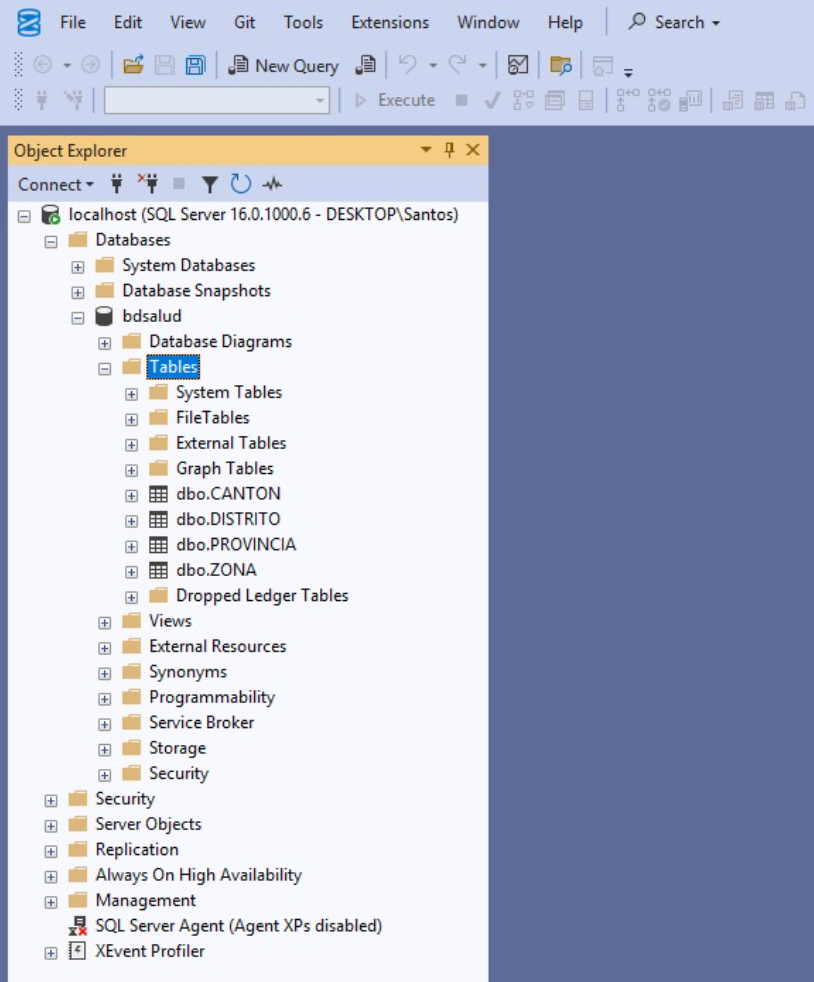 File Edit View Git Tools Extensions Window Help Search
New Query
Execute
Object Explorer
Connect
localhost (SQL Server 16.0.1000.6 - DESKTOP\Santos)
Databases
System Databases
Database Snapshots
bdsalud
Database Diagrams
Tables
System Tables
FileTables
External Tables
Graph Tables
dbo.CANTON
dbo.DISTRITO
dbo.PROVINCIA
dbo.ZONA
Dropped Ledger Tables
Views
External Resources
Synonyms
Programmability
Service Broker
Storage
Security
Security
Server Objects
Replication
Always On High Availability
Management
SQL Server Agent (Agent XPs disabled)
XEvent Profiler